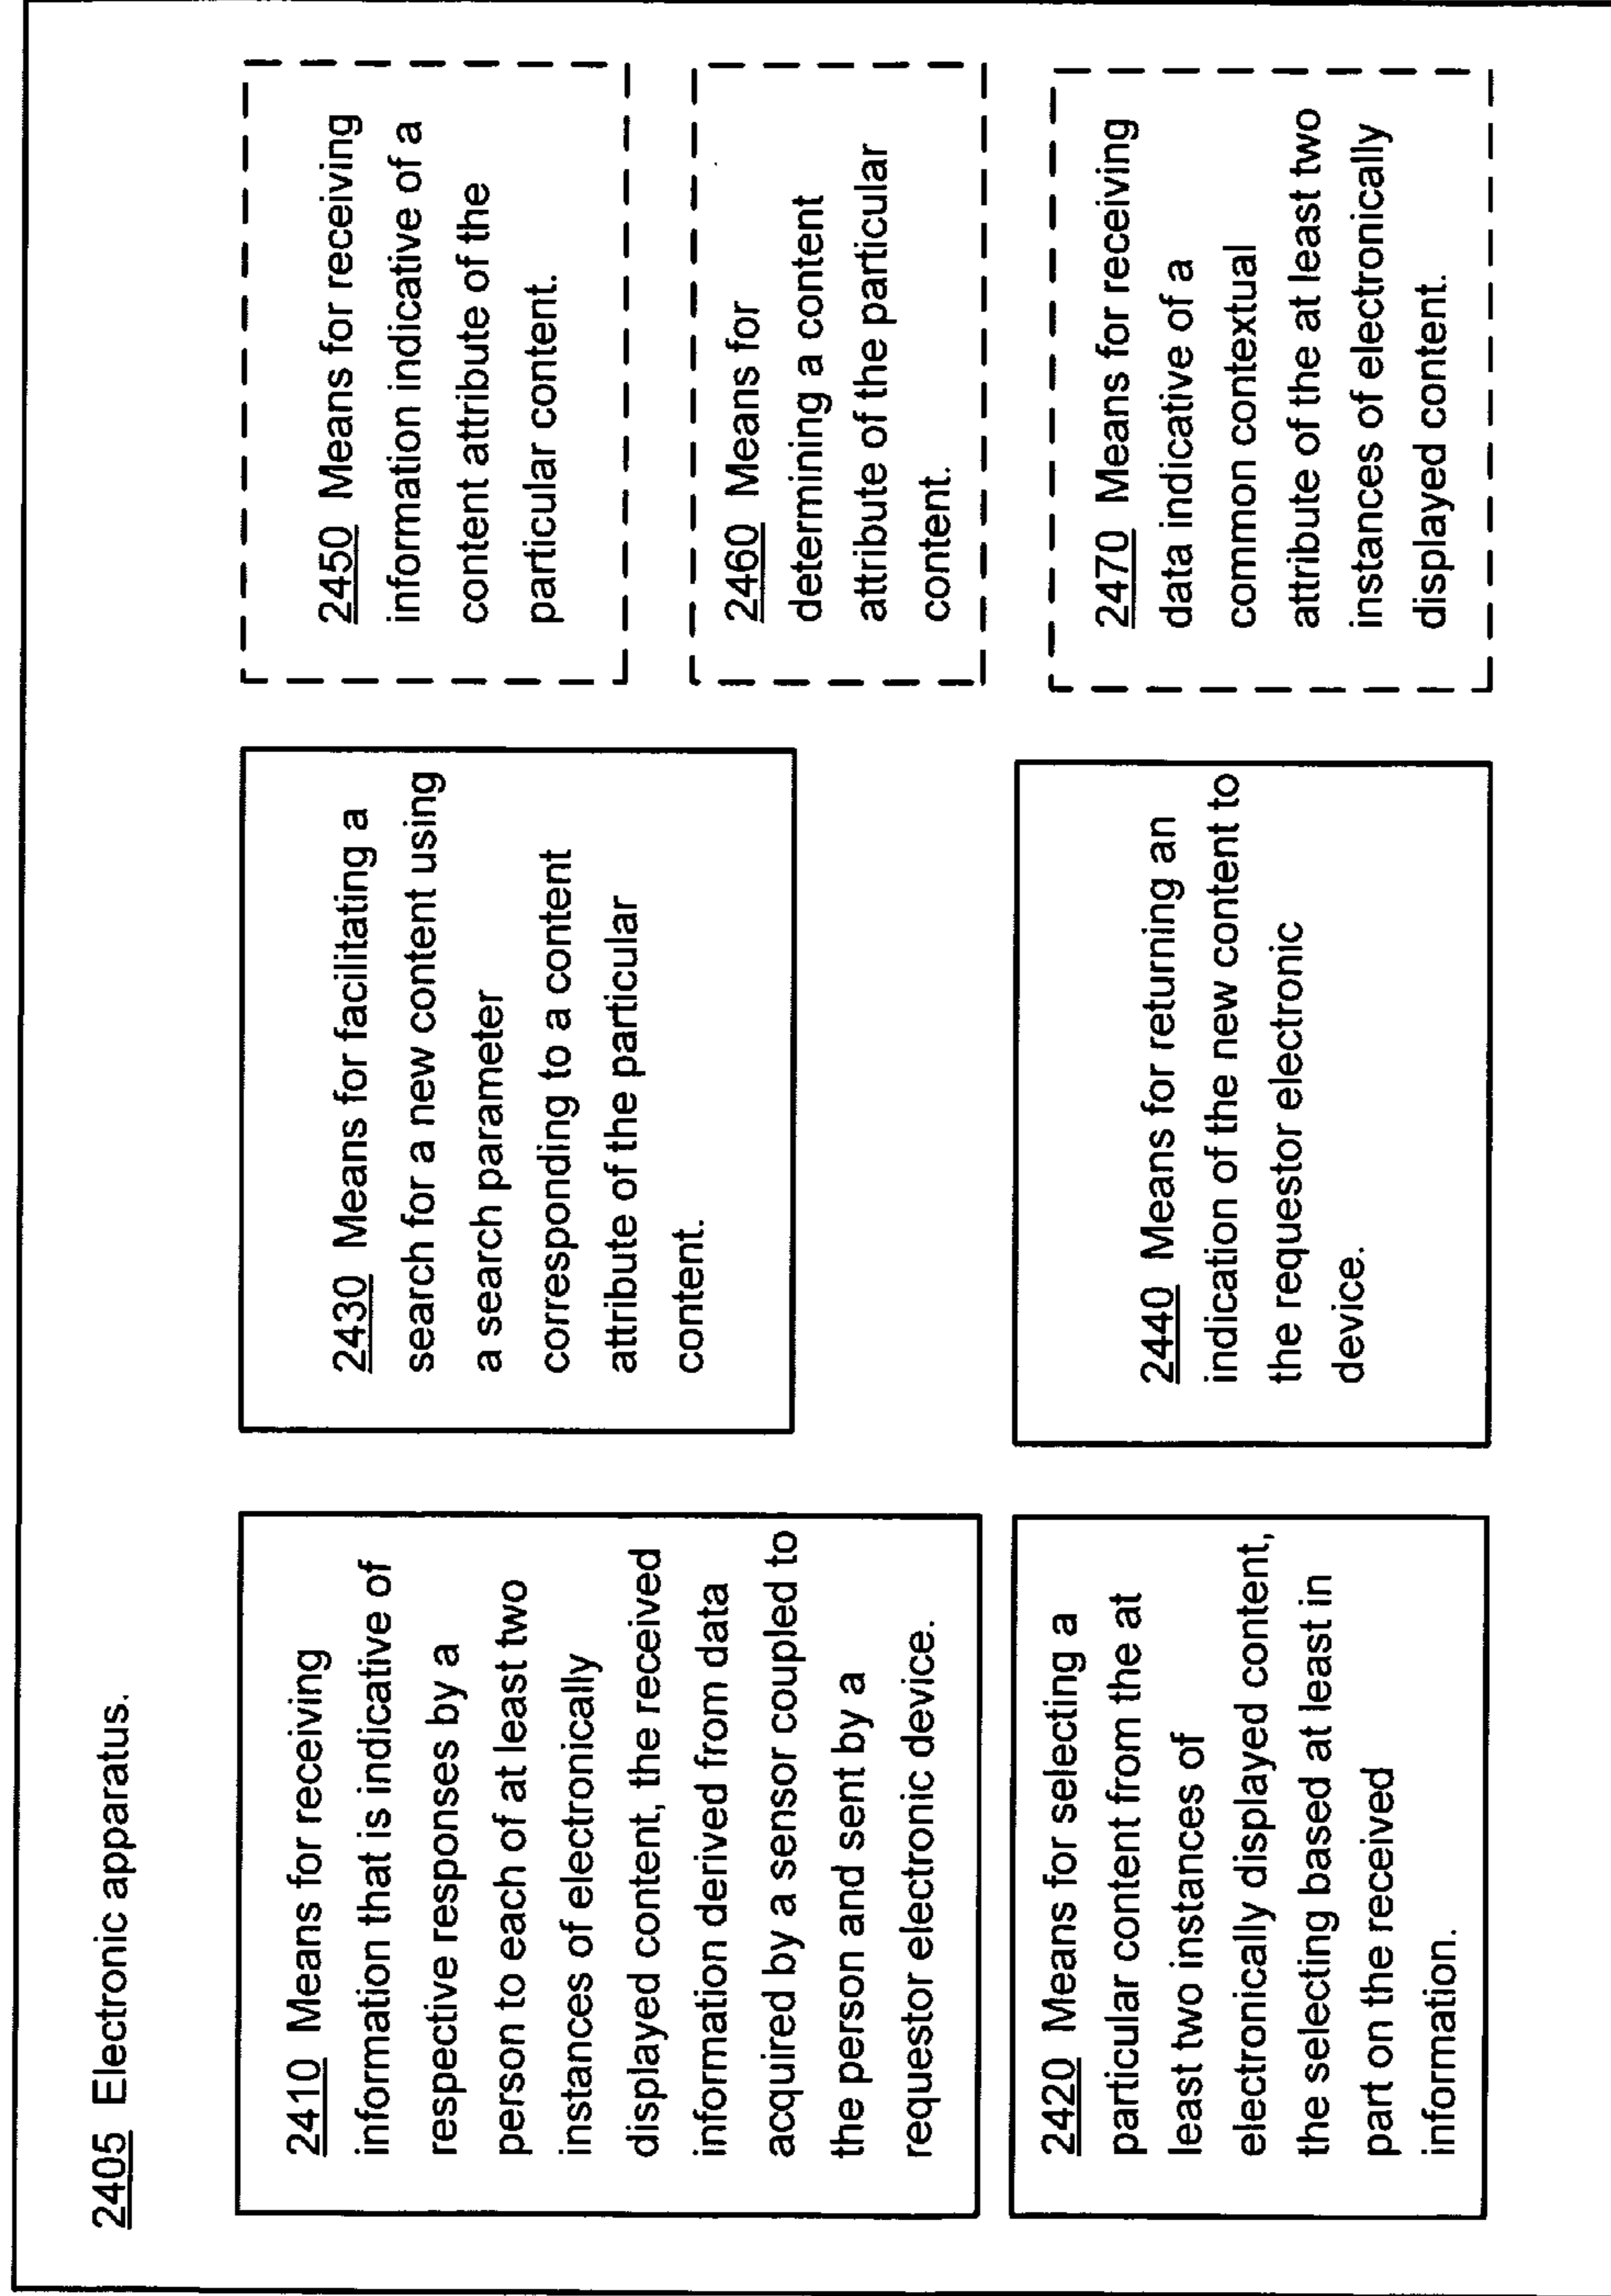 2405 Electronic apparatus.
2410 Means for receiving
information that is indicative of
respective responses by a
person to each of at least two
instances of electronically
displayed content, the received
information derived from data
acquired by a sensor coupled to
the person and sent by a
requestor electronic device.
2420 Means for selecting a
particular content from the at
least two instances of
electronically displayed content,
the selecting based at least in
part on the received
information.
2430 Means for facilitating a
search for a new content using
a search parameter
corresponding to a content
attribute of the particular
content.
2440 Means for returning an
indication of the new content to
the requestor electronic
device.
2450 Means for receiving
information indicative of a
content attribute of the
particular content.
2460 Means for
determining a content
attribute of the particular
content.
2470 Means for receiving
data indicative of a
common contextual
attribute of the at least two
instances of electronically
displayed content.